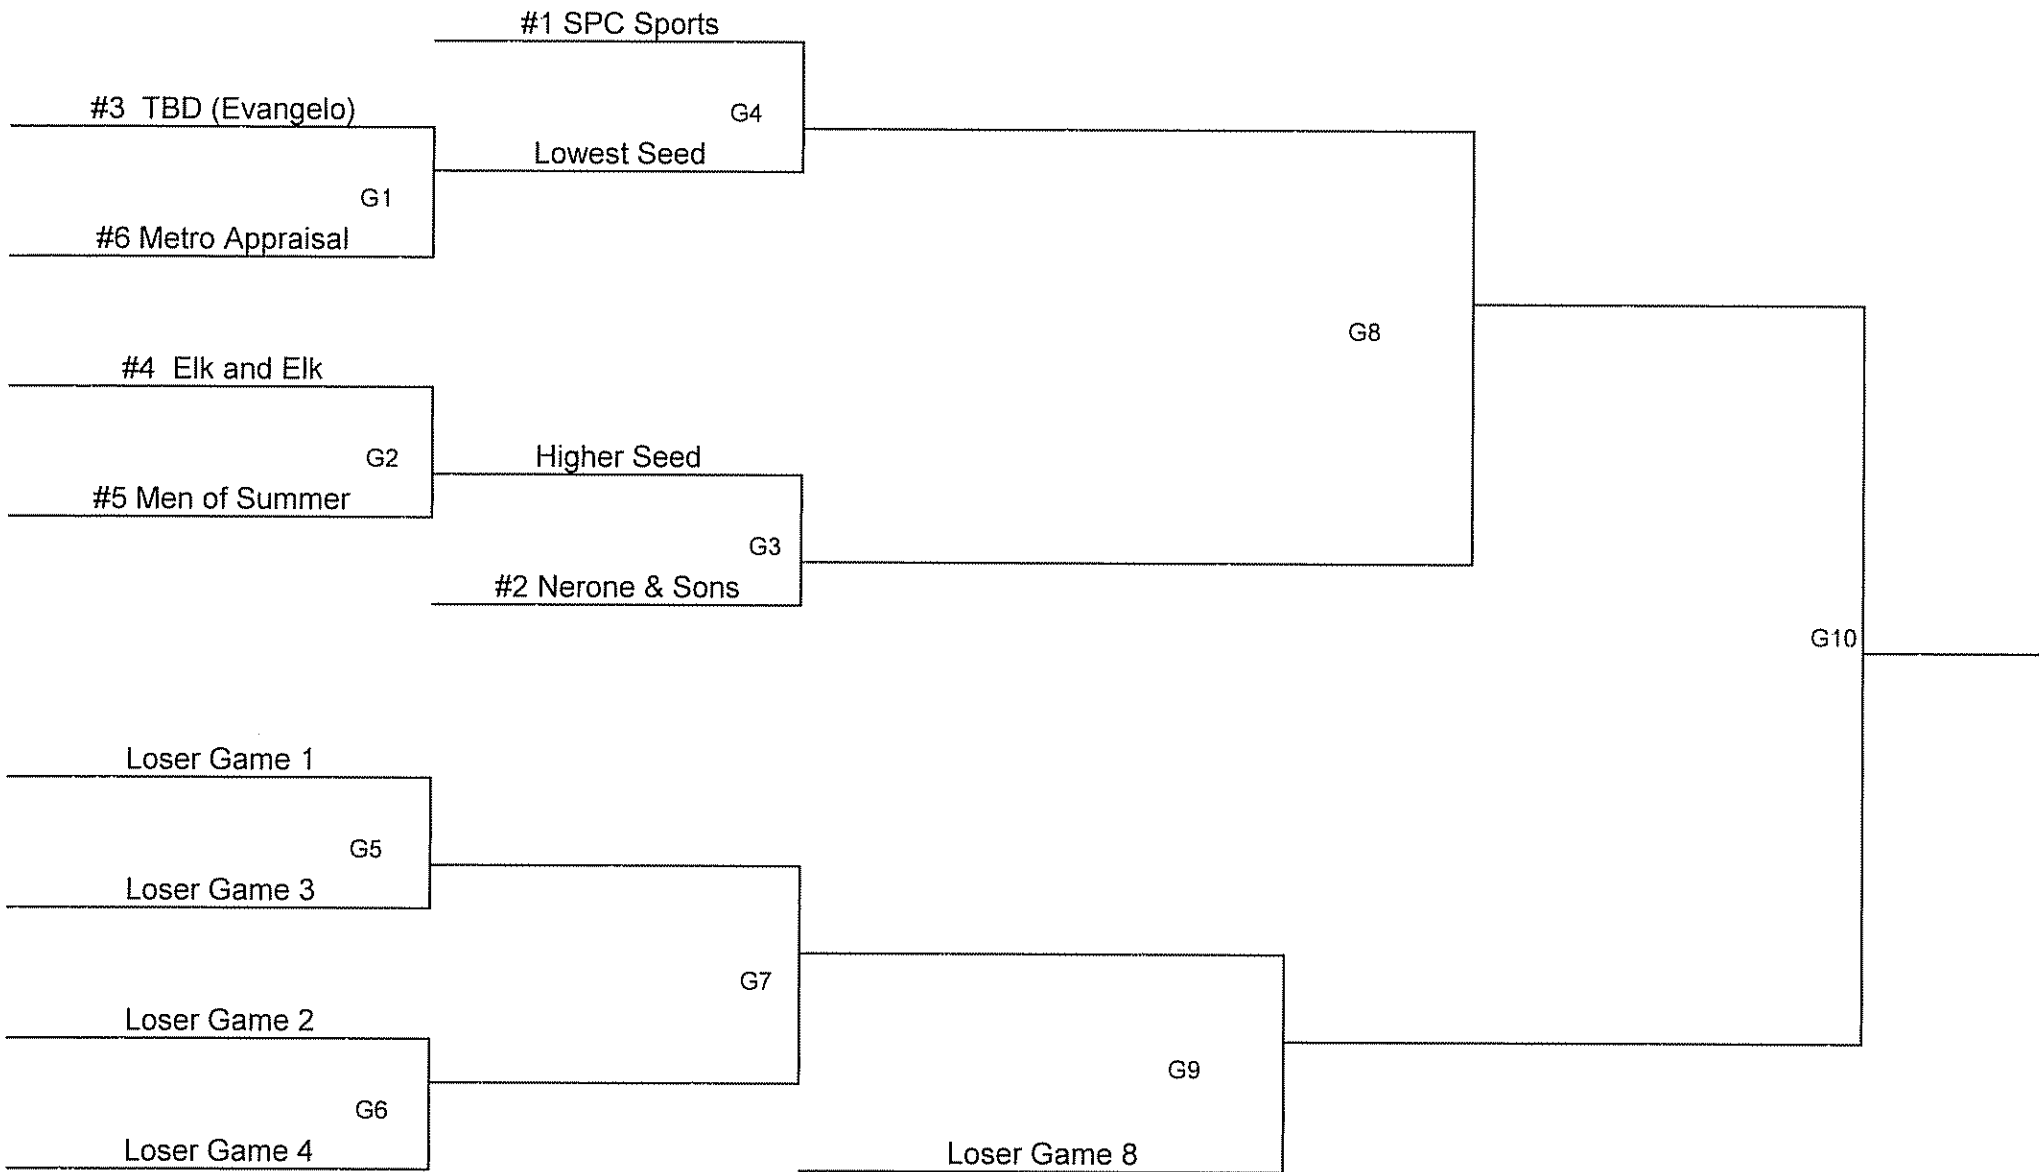 #1 SPC Sports
#3 TBD (Evangelo)
G4
Lowest Seed
G1
#6 Metro Appraisal
G8
#4 Elk and Elk
Higher Seed
G2
#5 Men of Summer
G3
#2 Nerone & Sons
G10
Loser Game 1
G5
Loser Game 3
G7
Loser Game 2
G9
G6
Loser Game 4
Loser Game 8